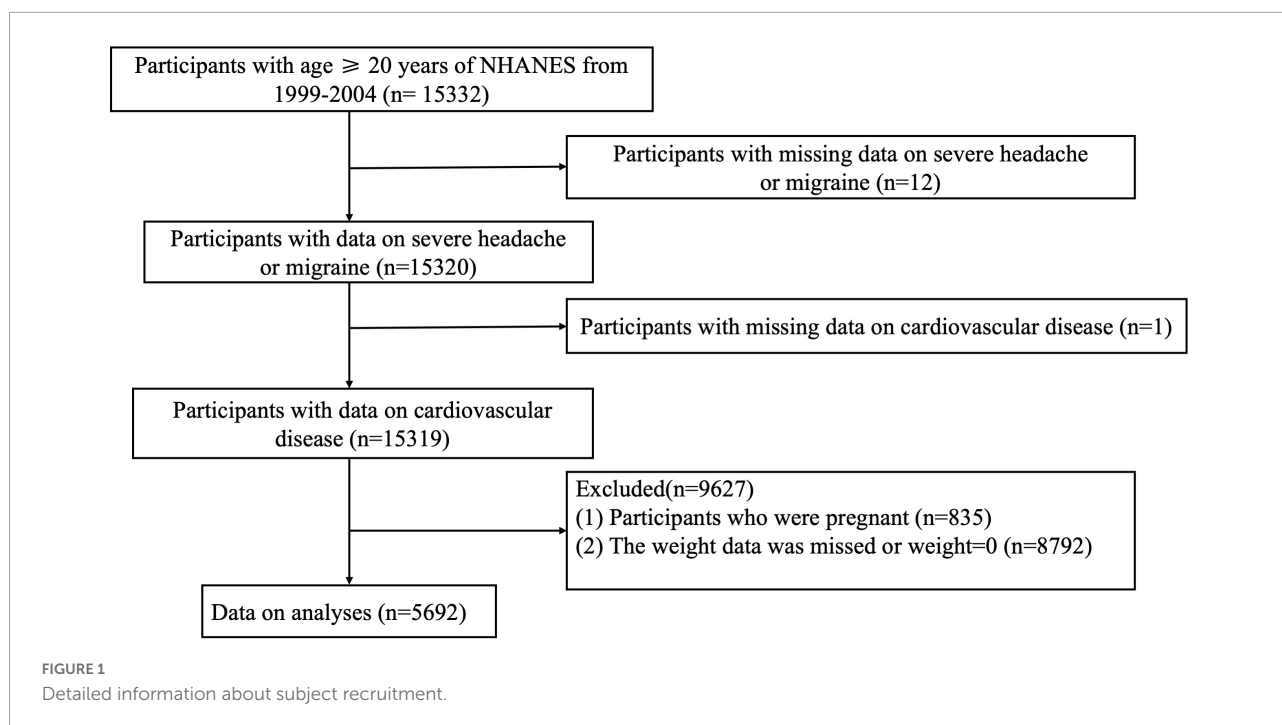 Participants with age ⩾ 20 years of NHANES from
1999-2004 (n= 15332)
Participants with missing data on severe headache
or migraine (n=12)
Participants with data on severe headache
or migraine (n=15320)
Participants with missing data on cardiovascular disease (n=1)
Participants with data on cardiovascular
disease (n=15319)
Excluded(n=9627)
(1) Participants who were pregnant (n=835)
(2) The weight data was missed or weight=0 (n=8792)
Data on analyses (n=5692)
FIGURE 1
Detailed information about subject recruitment.